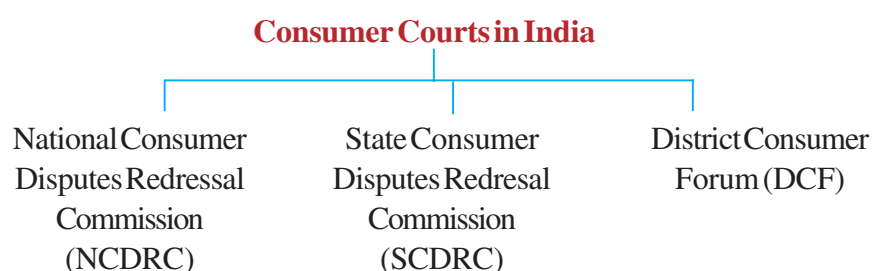 Consumer Courts in India
National Consumer
Disputes Redressal
Commission
(NCDRC)
State Consumer
Disputes Redresal
Commission
(SCDRC)
District Consumer
Forum (DCF)